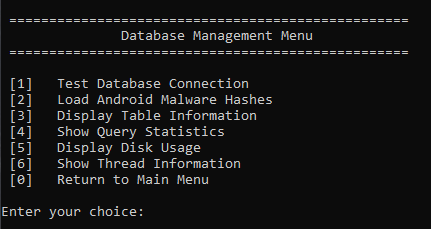 ==================================================
Database Management Menu
==================================================
[1] Test Database Connection
[2] Load Android Malware Hashes
[3] Display Table Information
[4] Show Query Statistics
[5] Display Disk Usage
[6] Show Thread Information
[0] Return to Main Menu
Enter your choice: